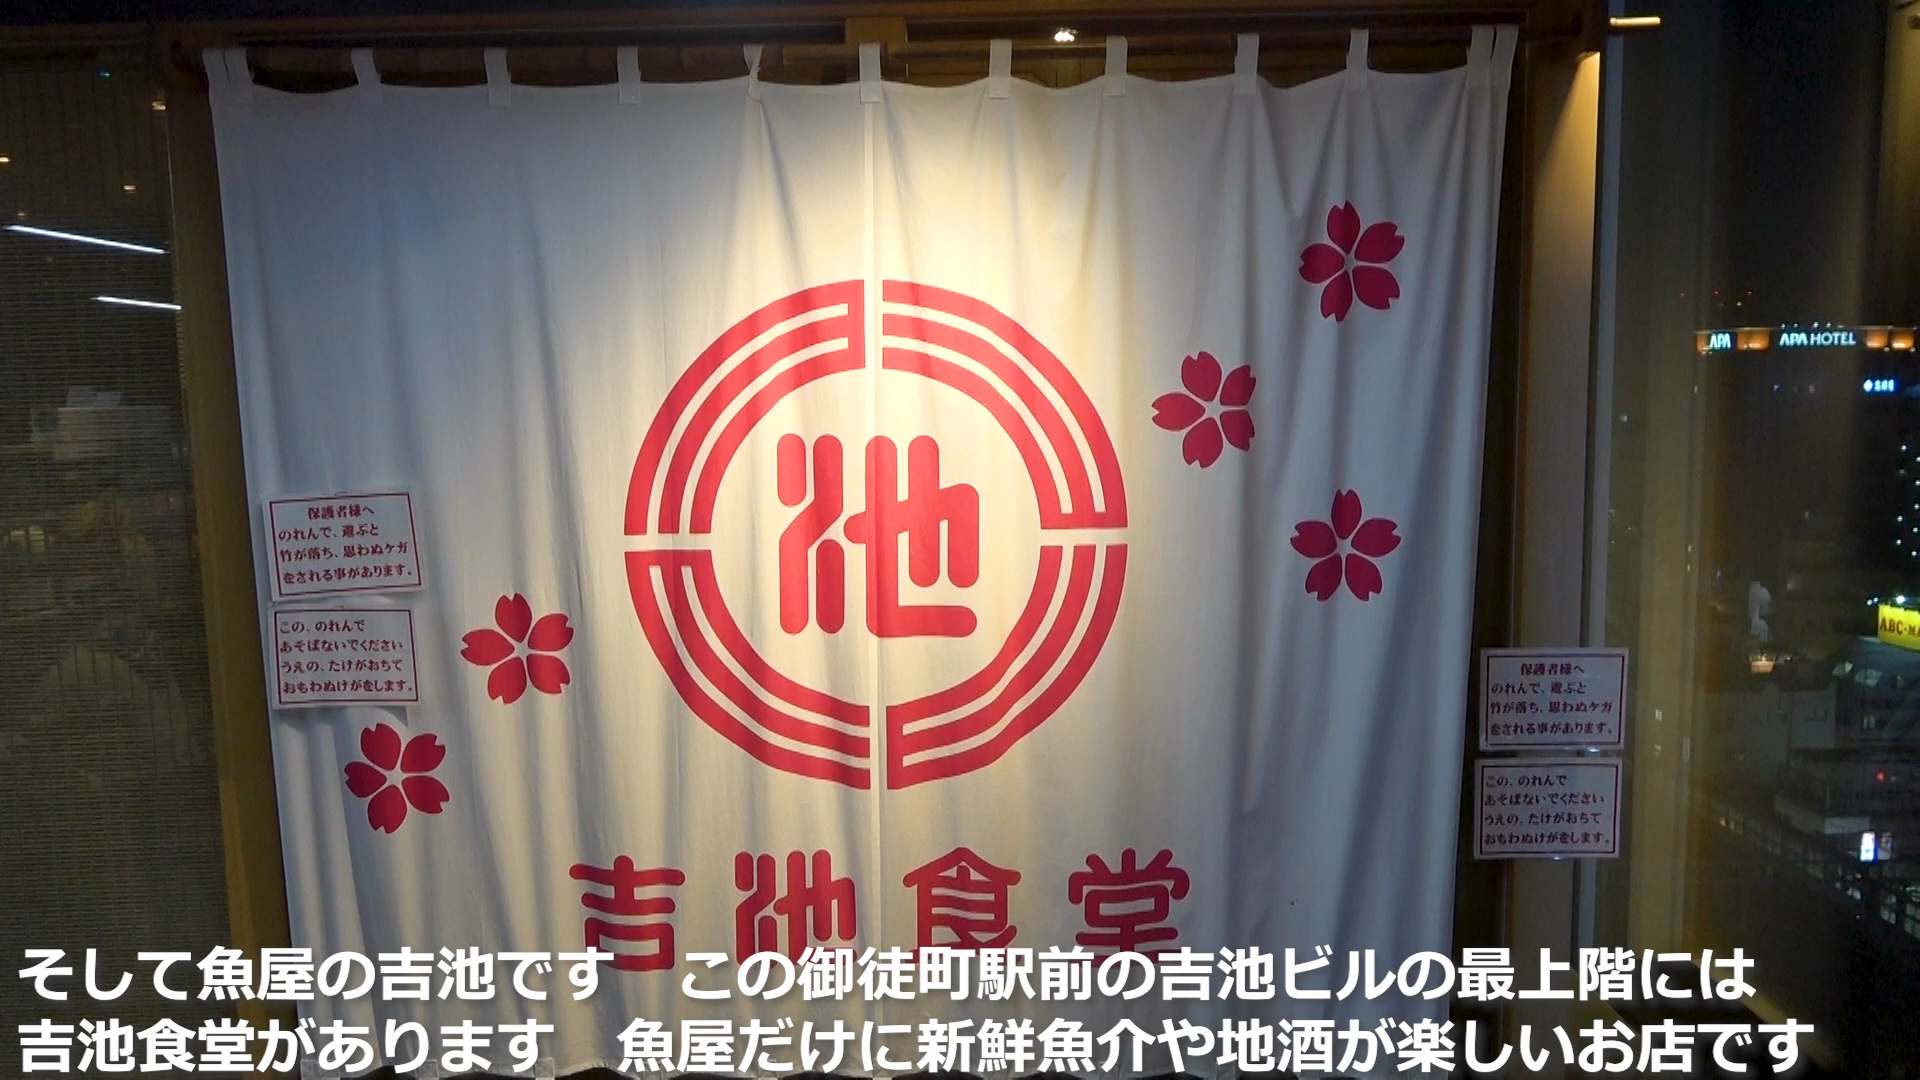 池
吉池食堂
保護者様へ
のれんで、遊ぶと
竹が落ち、思わぬケガ
をされる事があります。
この、のれんで
あそばないでください
うえの、たけがおちて
おもわぬけがをします。
APA
APA HOTEL
保護者様へ
のれんで、遊ぶと
竹が落ち、思わぬケガ
をされる事があります。
この、のれんで
あそばないでください
うえの、たけがおちて
おもわぬけがをします。
そして魚屋の吉池です　この御徒町駅前の吉池ビルの最上階には
吉池食堂があります　魚屋だけに新鮮魚介や地酒が楽しいお店です